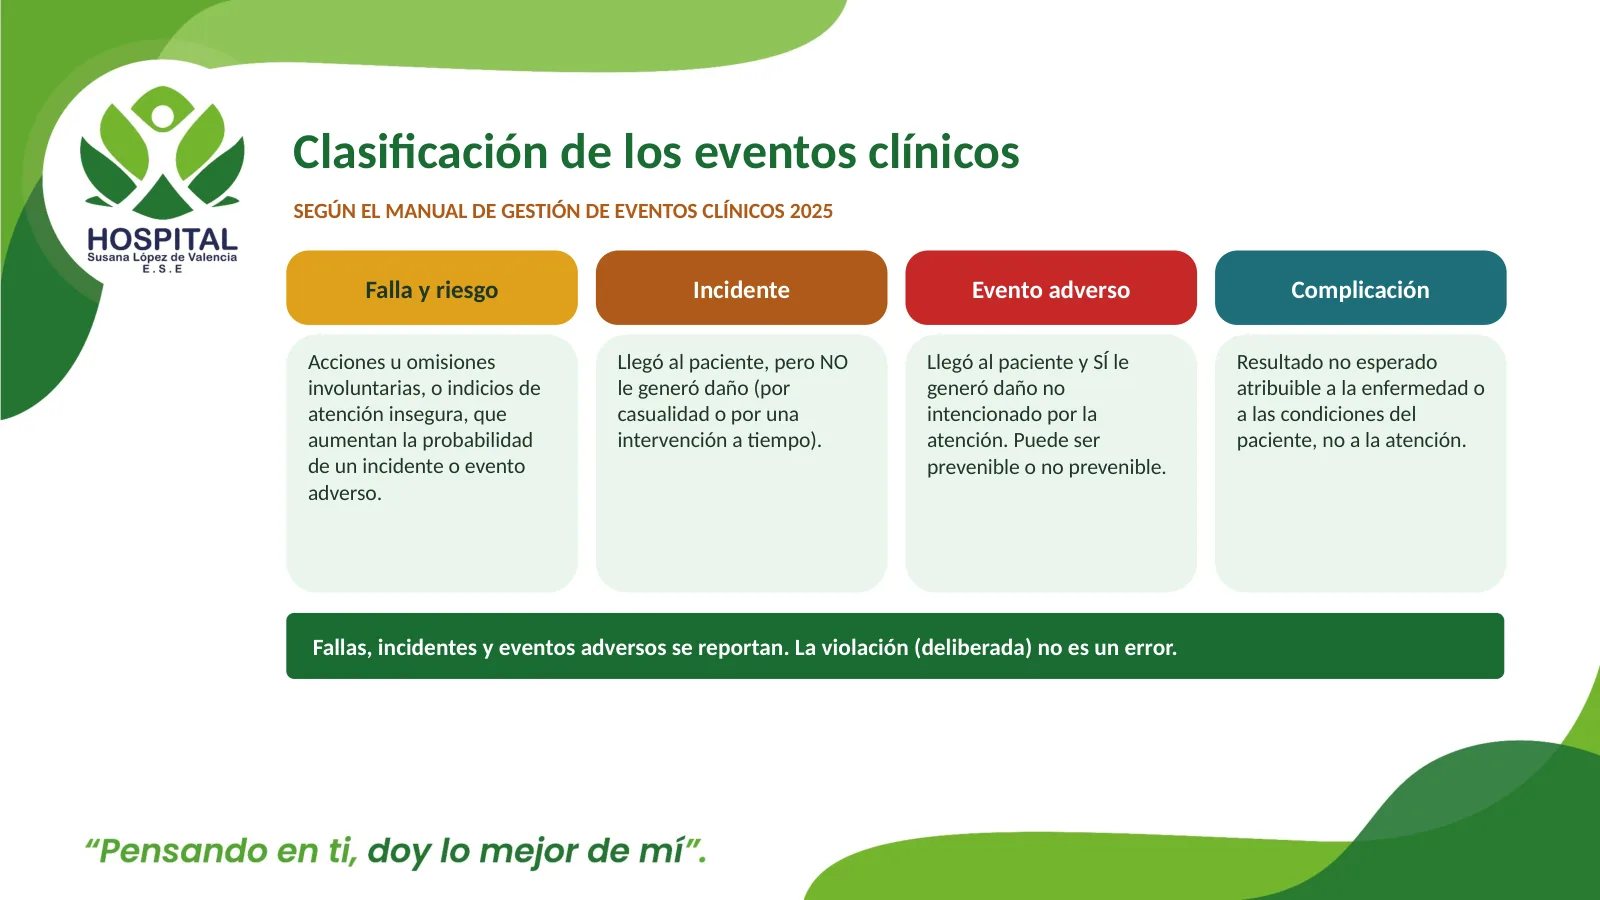 HOSPITAL
Susana López de Valencia
E.S.E
Clasificación de los eventos clínicos
SEGÚN EL MANUAL DE GESTIÓN DE EVENTOS CLÍNICOS 2025
Falla y riesgo
Acciones u omisiones
involuntarias, o indicios de
atención insegura, que
aumentan la probabilidad
de un incidente o evento
adverso.
Incidente
Llegó al paciente, pero NO
le generó daño (por
casualidad o por una
intervención a tiempo).
Evento adverso
Llegó al paciente y SÍ le
generó daño no
intencionado por la
atención. Puede ser
prevenible o no prevenible.
Complicación
Resultado no esperado
atribuible a la enfermedad o
a las condiciones del
paciente, no a la atención.
Fallas, incidentes y eventos adversos se reportan. La violación (deliberada) no es un error.
“Pensando en ti, doy lo mejor de mí”.